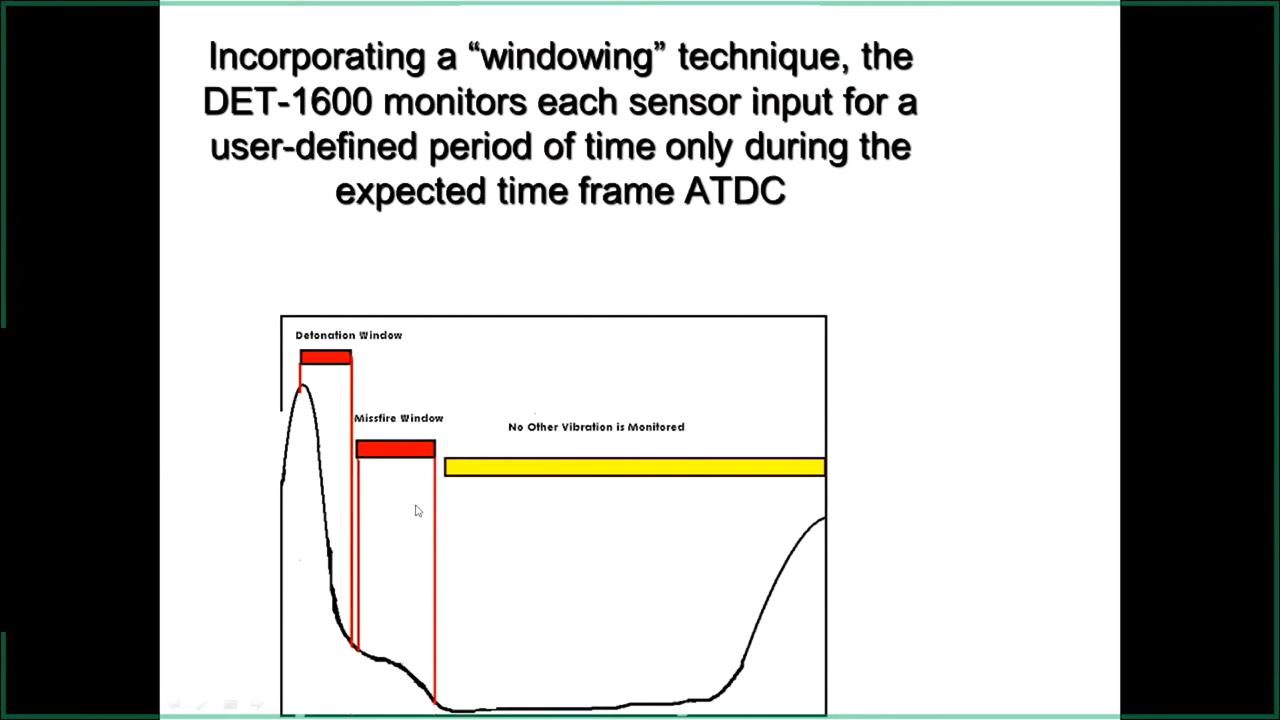 Incorporating a “windowing” technique, the
DET-1600 monitors each sensor input for a
user-defined period of time only during the
expected time frame ATDC
Detonation Window
Missfire Window
No Other Vibration is Monitored